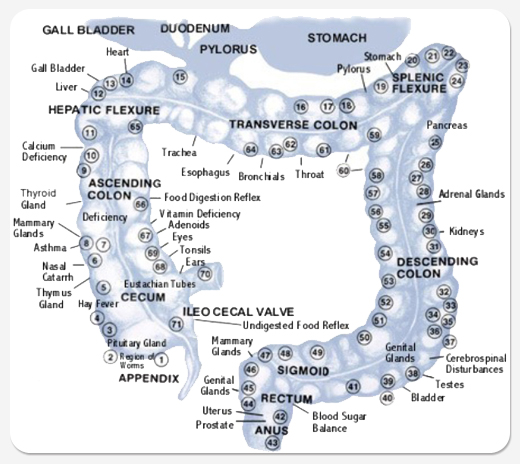 GALL BLADDER
DUODENUM
PYLORUS
STOMACH
Heart
Gall Bladder
Liver
12
13
14
15
Pylorus
Stomach
SPLENIC
FLEXURE
16
17
18
19
20
21
22
23
24
HEPATIC FLEXURE
TRANSVERSE COLON
11
65
59
Pancreas
25
Calcium
Deficiency
10
9
Trachea
Esophagus
64
Bronchials
63
62
Throat
61
60
26
27
28
Adrenal Glands
58
57
56
55
ASCENDING
COLON
Thyroid
Gland
Deficiency
66
Food Digestion Reflex
Vitamin Deficiency
Adenoids
67
Eyes
69
Tonsils
68
Ears
70
Eustachian Tubes
Mammary
Glands
Asthma
8
7
Nasal
Catarrh
6
Thymus
Gland
5
29
30
Kidneys
31
54
DESCENDING
COLON
53
CECUM
Hay Fever
4
3
Pituitary Gland
2
Region of
Worms
1
APPENDIX
ILEO CECAL VALVE
71
Undigested Food Reflex
52
51
50
32
33
34
35
36
37
Mammary
Glands
47
48
49
46
SIGMOID
Genital
Glands
Cerebrospinal
Disturbances
38
Testes
39
40
Bladder
41
Genital
Glands
45
44
RECTUM
Uterus
Prostate
42
Blood Sugar
Balance
ANUS
43